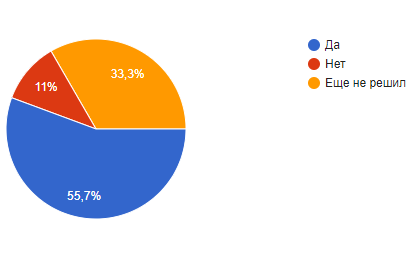 Да
Нет
Еще не решил
33,3%
11%
55,7%